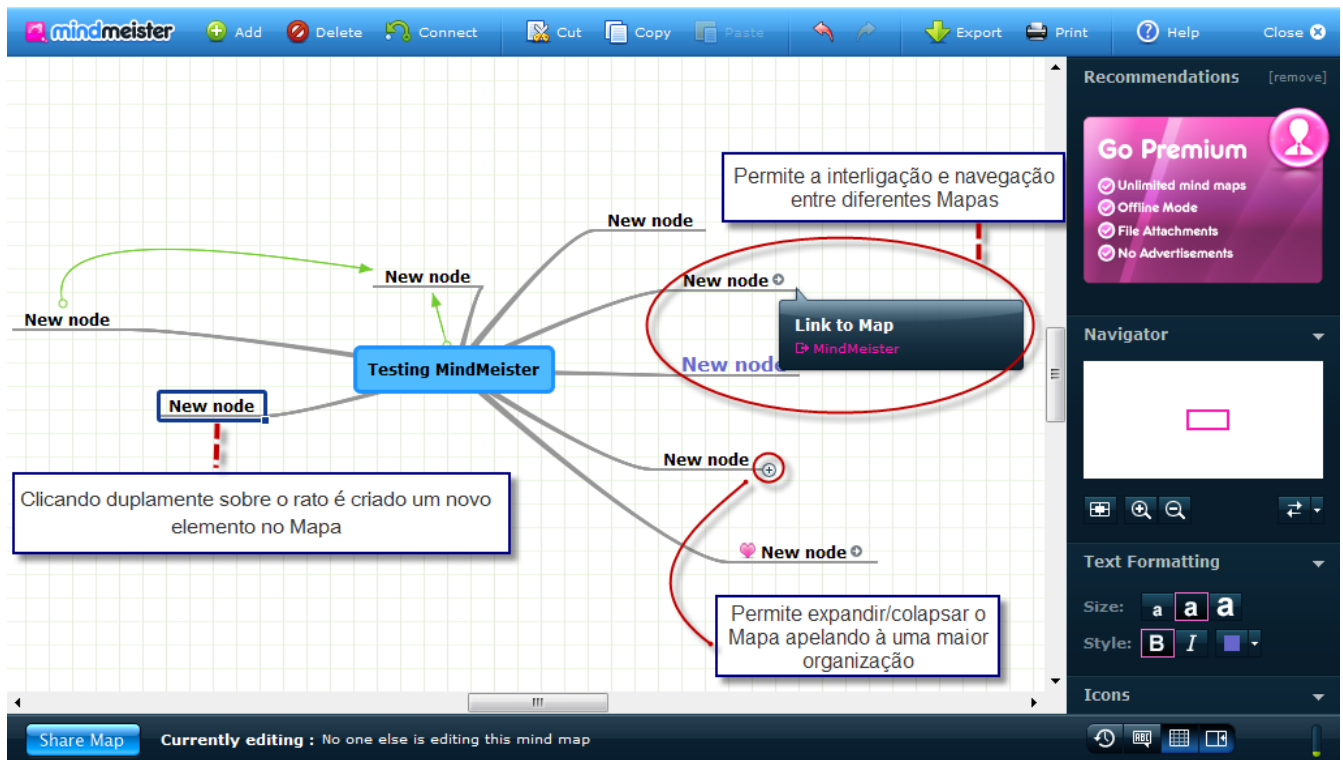 mindmeister
Add
Delete
Connect
Cut
Copy
Paste
Export
Print
Help
Close
Recommendations
[remove]
Go Premium
Unlimited mind maps
Offline Mode
File Attachments
No Advertisements
Permite a interligação e navegação
entre diferentes Mapas
New node
New node
New node
New node
Link to Map
MindMeister
New node
Testing MindMeister
New node
New node
New node
Clicando duplamente sobre o rato é criado um novo
elemento no Mapa
Permite expandir/colapsar o
Mapa apelando à uma maior
organização
Navigator
Text Formatting
Size: a a a
Style: B I
Icons
Share Map
Currently editing : No one else is editing this mind map